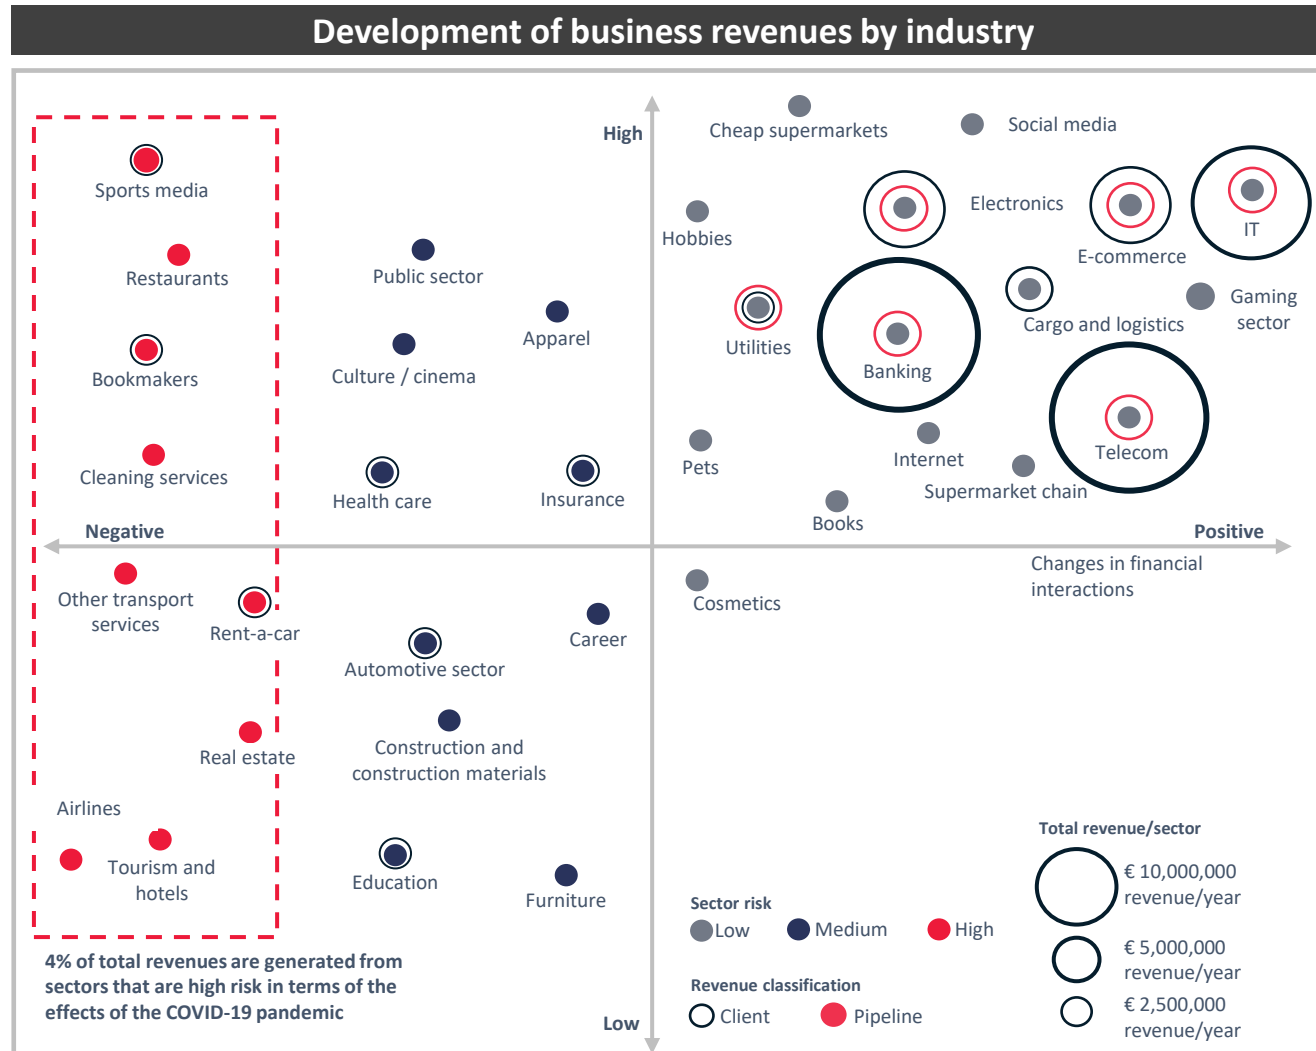 Development of business revenues by industry
High
Cheap supermarkets
Social media
Sports media
Hobbies
Electronics
E-commerce
IT
Restaurants
Public sector
Apparel
Utilities
Banking
Cargo and logistics
Gaming
sector
Bookmakers
Culture / cinema
Cleaning services
Health care
Insurance
Pets
Internet
Supermarket chain
Telecom
Books
Negative
Positive
Changes in financial
interactions
Other transport
services
Rent-a-car
Cosmetics
Career
Automotive sector
Real estate
Construction and
construction materials
Airlines
Tourism and
hotels
Education
Furniture
Total revenue/sector
€ 10,000,000
revenue/year
€ 5,000,000
revenue/year
€ 2,500,000
revenue/year
Sector risk
Low Medium High
Revenue classification
Client Pipeline
4% of total revenues are generated from
sectors that are high risk in terms of the
effects of the COVID-19 pandemic
Low